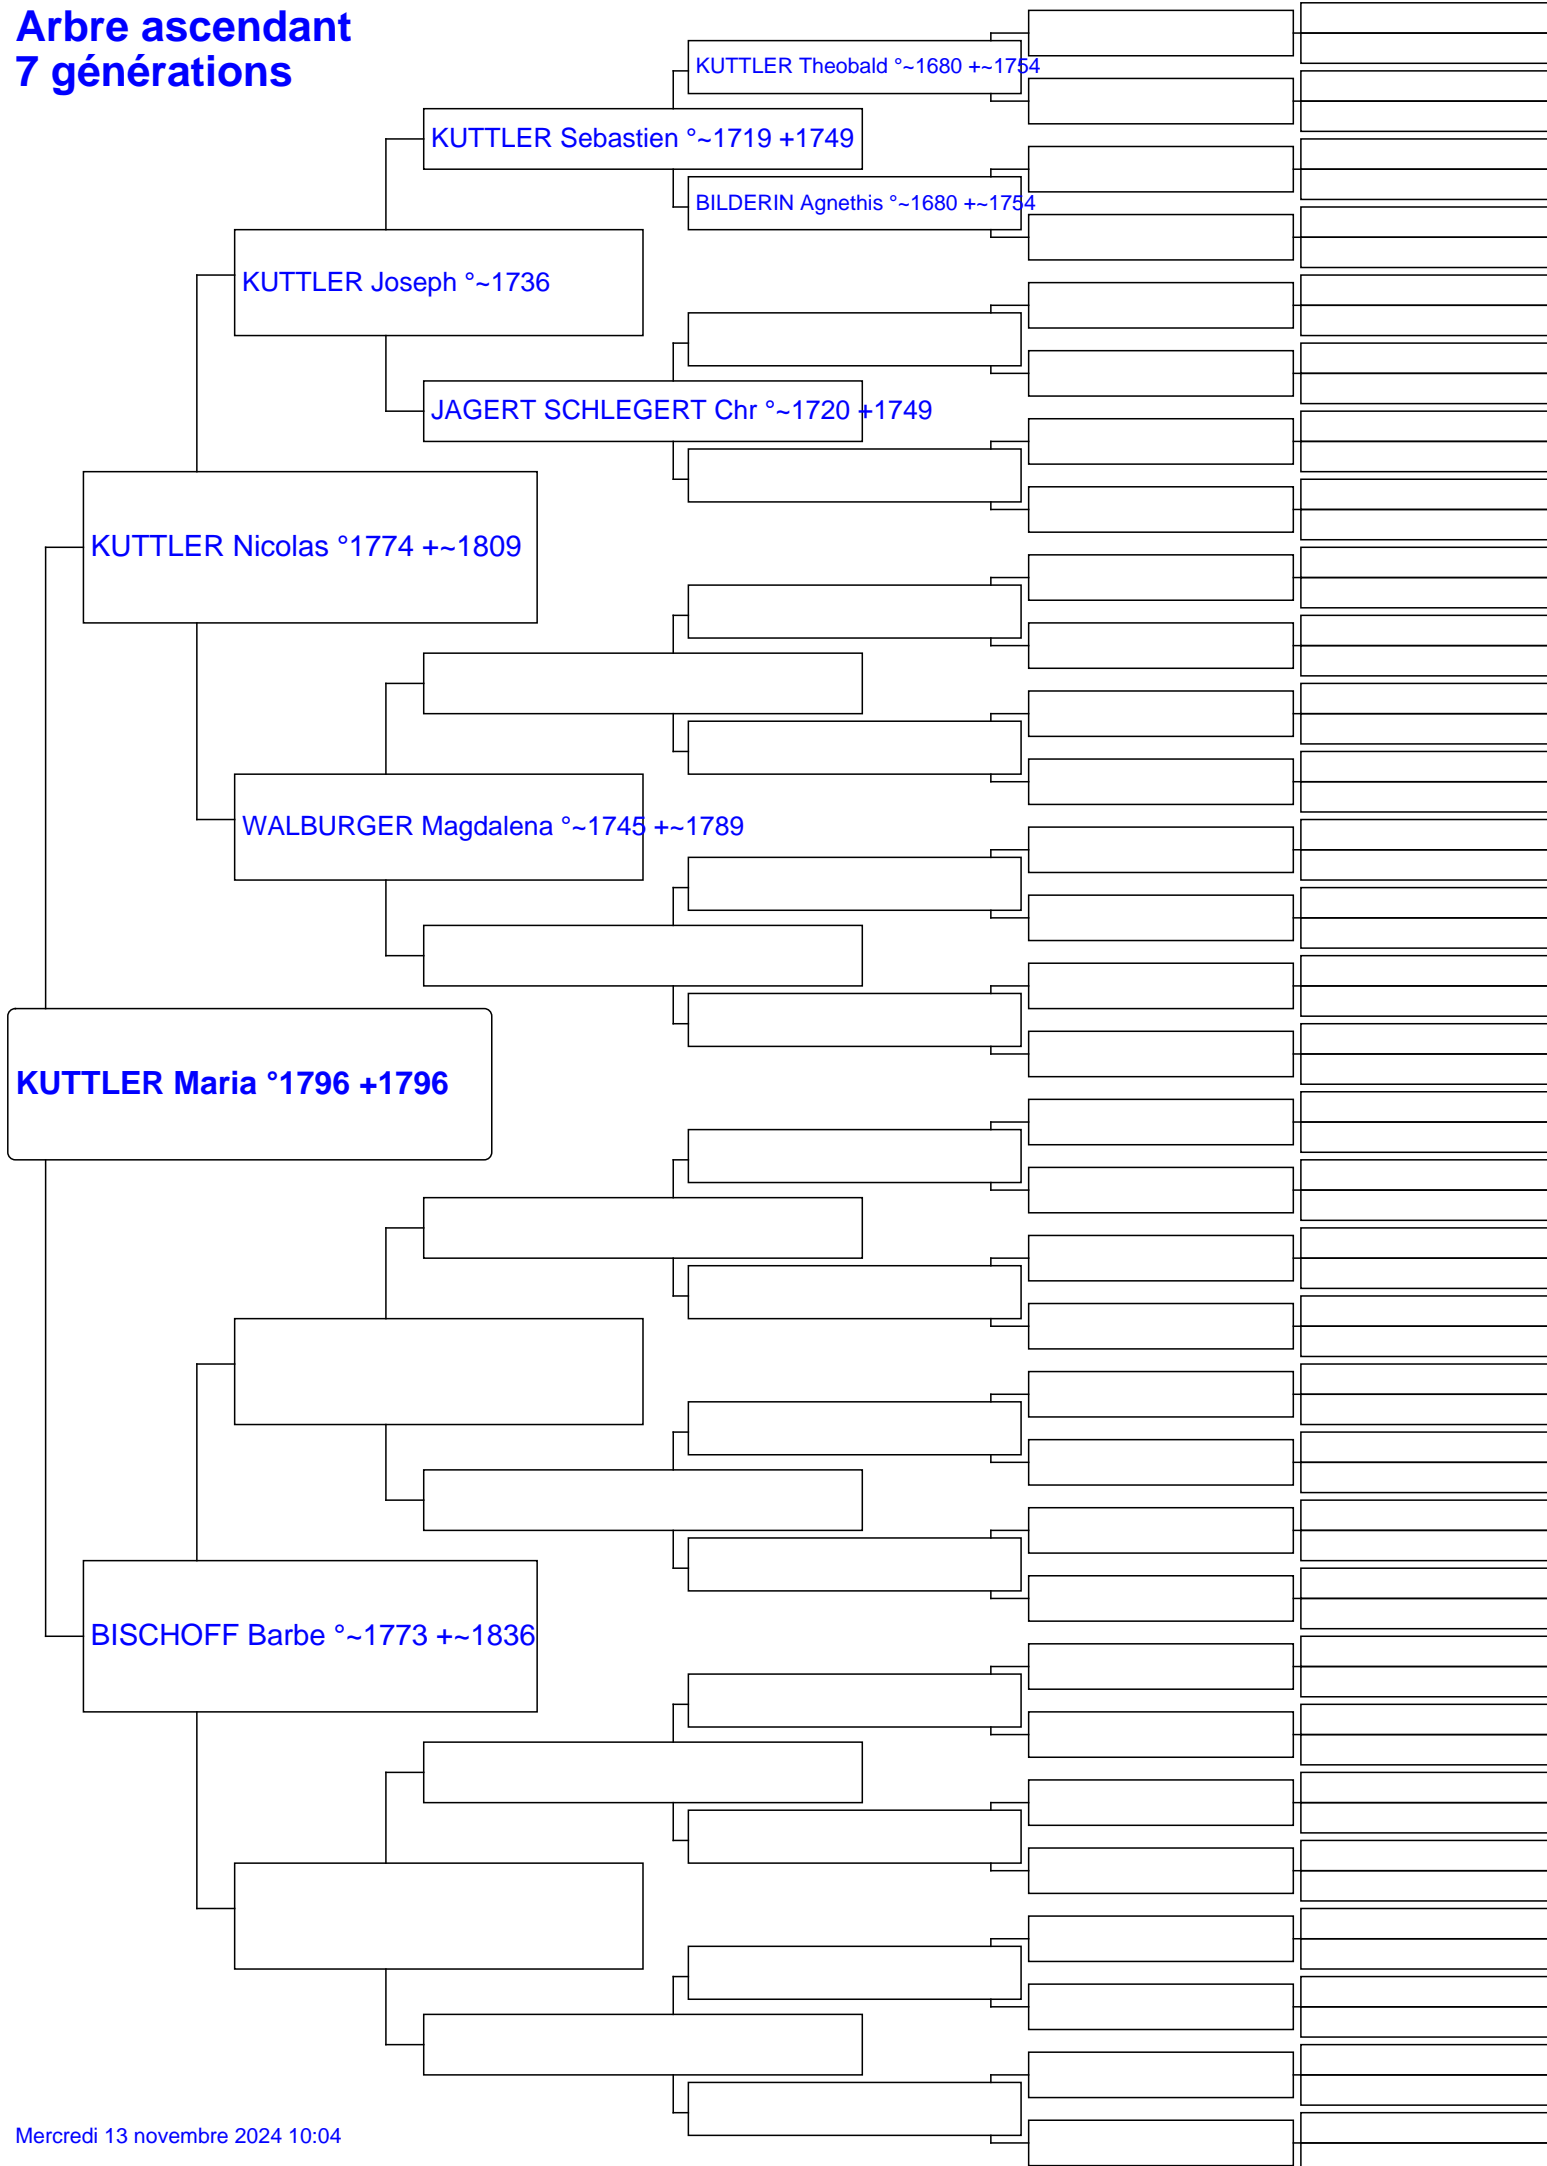 Arbre ascendant
7 générations
KUTTLER Theobald °~1680 +~1754
KUTTLER Sebastien °~1719 +1749
BILDERIN Agnethis °~1680 +~1754
KUTTLER Joseph °~1736
JAGERT SCHLEGERT Chr °~1720 +1749
KUTTLER Nicolas °1774 +~1809
WALBURGER Magdalena °~1745 +~1789
KUTTLER Maria °1796 +1796
BISCHOFF Barbe °~1773 +~1836
Mercredi 13 novembre 2024 10:04